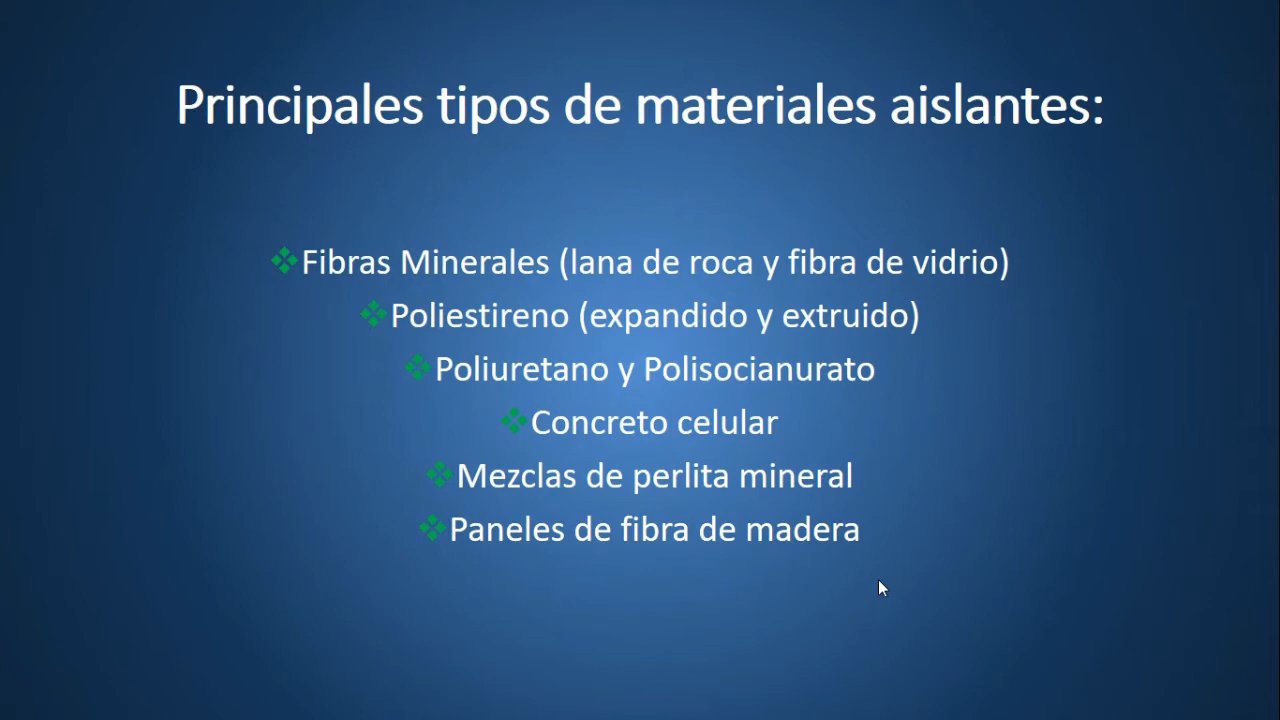 Principales tipos de materiales aislantes:
Fibras Minerales (lana de roca y fibra de vidrio)
Poliestireno (expandido y extruido)
Poliuretano y Polisocianurato
Concreto celular
Mezclas de perlita mineral
Paneles de fibra de madera